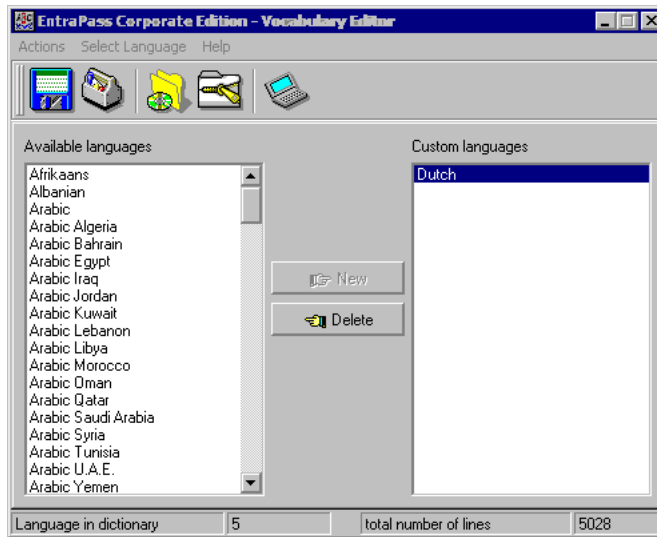 EntraPass Corporate Edition - Vocabulary Editor
Actions Select Language Help
Available languages
Custom languages
Afrikaans
Albanian
Arabic
Arabic Algeria
Arabic Bahrain
Arabic Egypt
Arabic Iraq
Arabic Jordan
Arabic Kuwait
Arabic Lebanon
Arabic Libya
Arabic Morocco
Arabic Oman
Arabic Qatar
Arabic Saudi Arabia
Arabic Syria
Arabic Tunisia
Arabic U.A.E.
Arabic Yemen
New
Delete
Dutch
Language in dictionary 5 total number of lines 5028